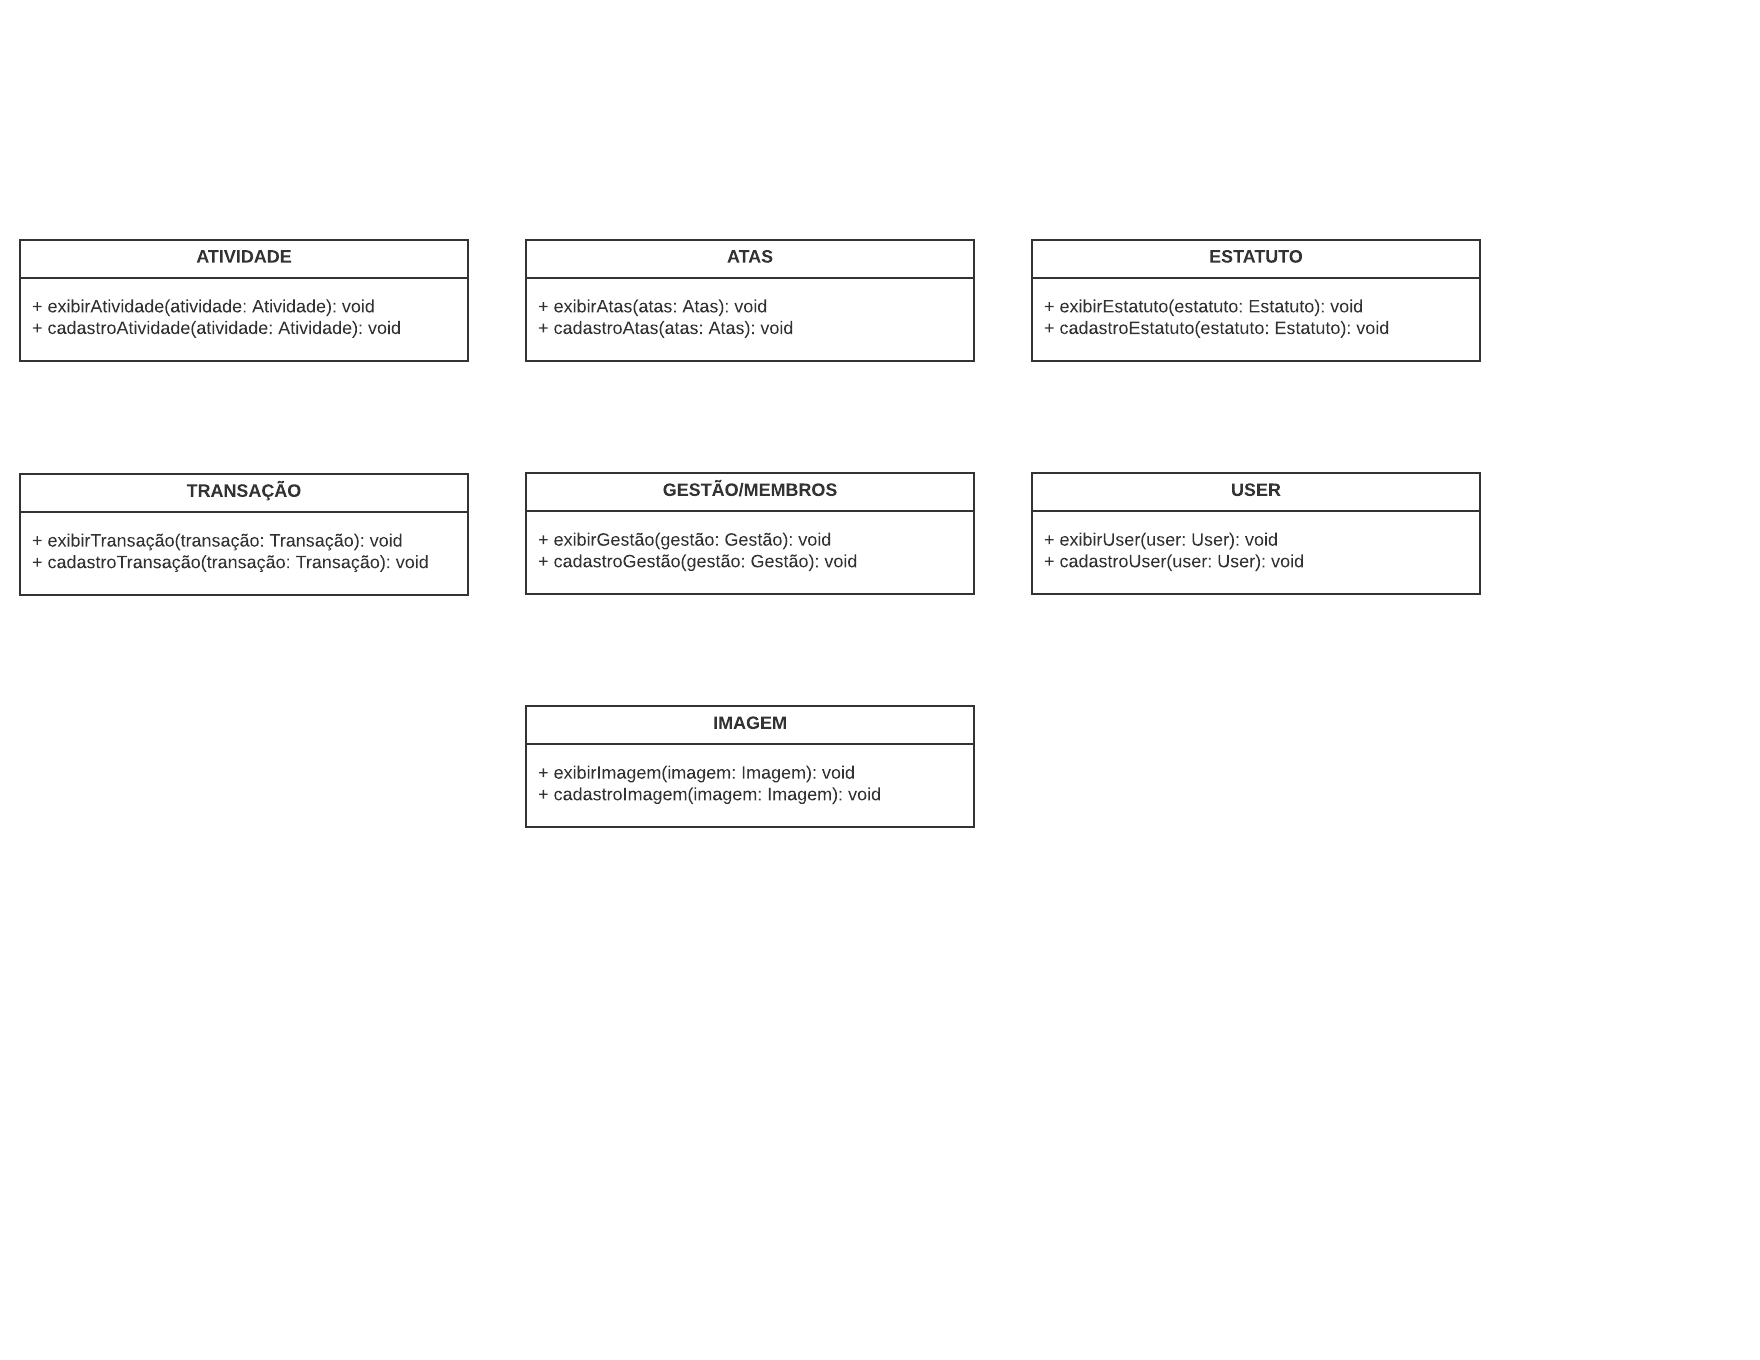 ATIVIDADE
+ exibirAtividade(atividade: Atividade): void
+ cadastroAtividade(atividade: Atividade): void
ATAS
+ exibirAtas(atas: Atas): void
+ cadastroAtas(atas: Atas): void
ESTATUTO
+ exibirEstatuto(estatuto: Estatuto): void
+ cadastroEstatuto(estatuto: Estatuto): void
TRANSAÇÃO
+ exibirTransação(transação: Transação): void
+ cadastroTransação(transação: Transação): void
GESTÃO/MEMBROS
+ exibirGestão(gestão: Gestão): void
+ cadastroGestão(gestão: Gestão): void
USER
+ exibirUser(user: User): void
+ cadastroUser(user: User): void
IMAGEM
+ exibirImagem(imagem: Imagem): void
+ cadastroImagem(imagem: Imagem): void